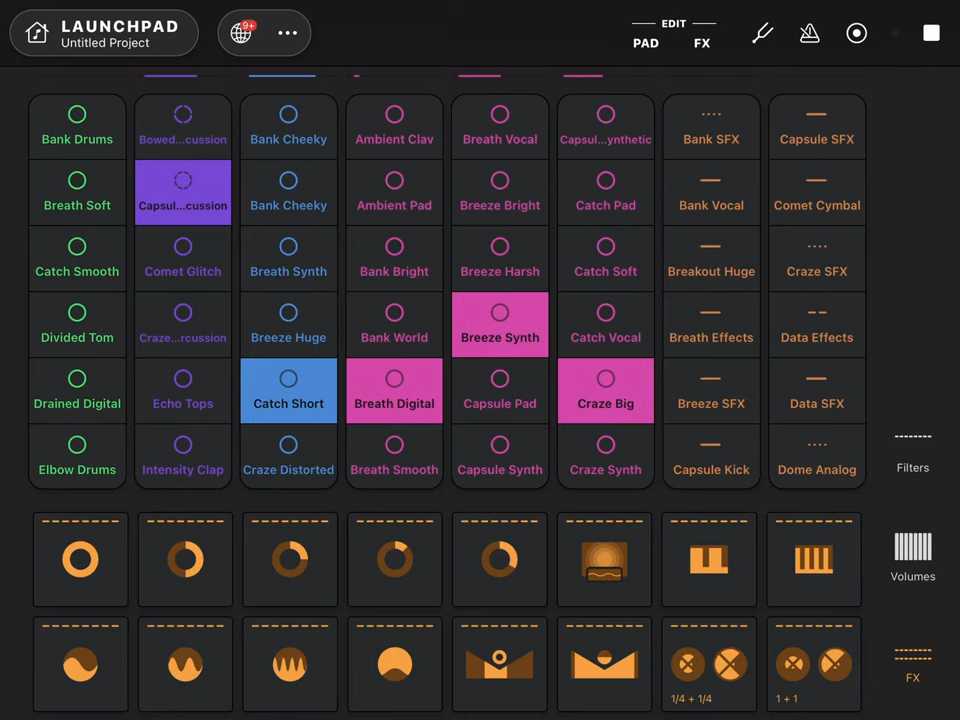 LAUNCHPAD
Untitled Project
9+
EDIT
PAD FX
Bank Drums Bowed...cussion Bank Cheeky Ambient Clav Breath Vocal Capsul...ynthetic Bank SFX Capsule SFX
Breath Soft Capsul...cussion Bank Cheeky Ambient Pad Breeze Bright Catch Pad Bank Vocal Comet Cymbal
Catch Smooth Comet Glitch Breath Synth Bank Bright Breeze Harsh Catch Soft Breakout Huge Craze SFX
Divided Tom Craze...rcussion Breeze Huge Bank World Breeze Synth Catch Vocal Breath Effects Data Effects
Drained Digital Echo Tops Catch Short Breath Digital Capsule Pad Craze Big Breeze SFX Data SFX
Elbow Drums Intensity Clap Craze Distorted Breath Smooth Capsule Synth Craze Synth Capsule Kick Dome Analog
Filters
Volumes
FX
1/4 + 1/4 1 + 1